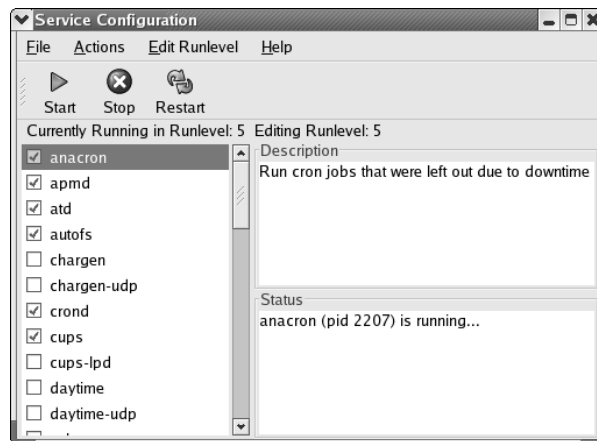 Service Configuration
File Actions Edit Runlevel Help
Start Stop Restart
Currently Running in Runlevel: 5 Editing Runlevel: 5
anacron
apmd
atd
autofs
chargen
chargen-udp
crond
cups
cups-lpd
daytime
daytime-udp
Description
Run cron jobs that were left out due to downtime
Status
anacron (pid 2207) is running...